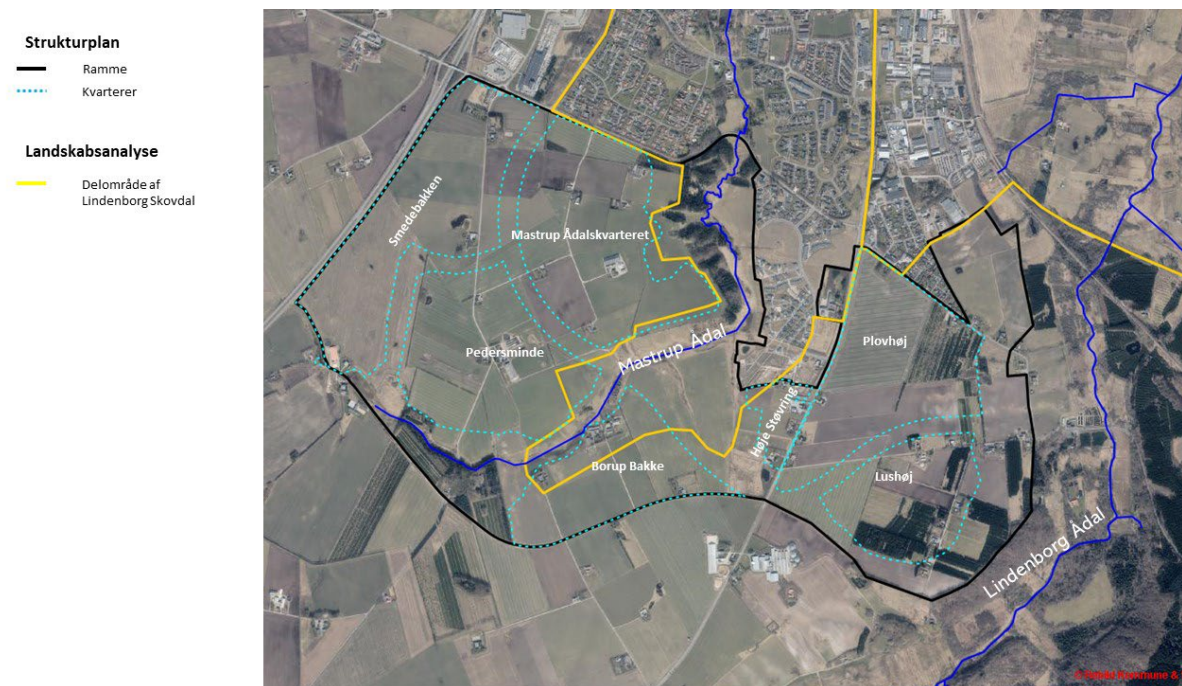 Strukturplan
Ramme
Kvarterer
Landskabsanalyse
Delområde af
Lindenborg Skovdal
Smedebakken
Mastrup Ådalskvarteret
Pedersminde
Mastrup Ådal
Plovhøj
Høje Støvring
Borup Bakke
Lushøj
Lindenborg Ådal